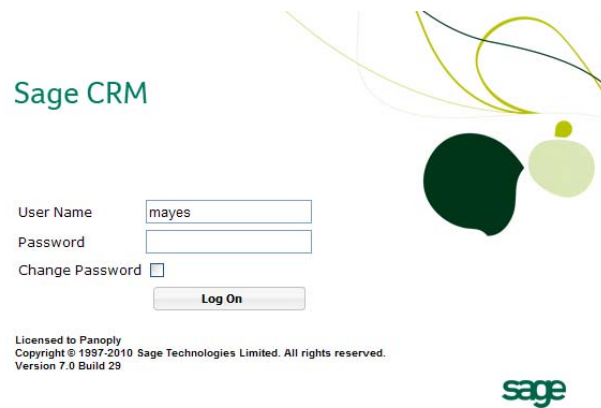 Sage CRM
User Name mayes
Password
Change Password
Log On
Licensed to Panoply
Copyright © 1997-2010 Sage Technologies Limited. All rights reserved.
Version 7.0 Build 29
sage